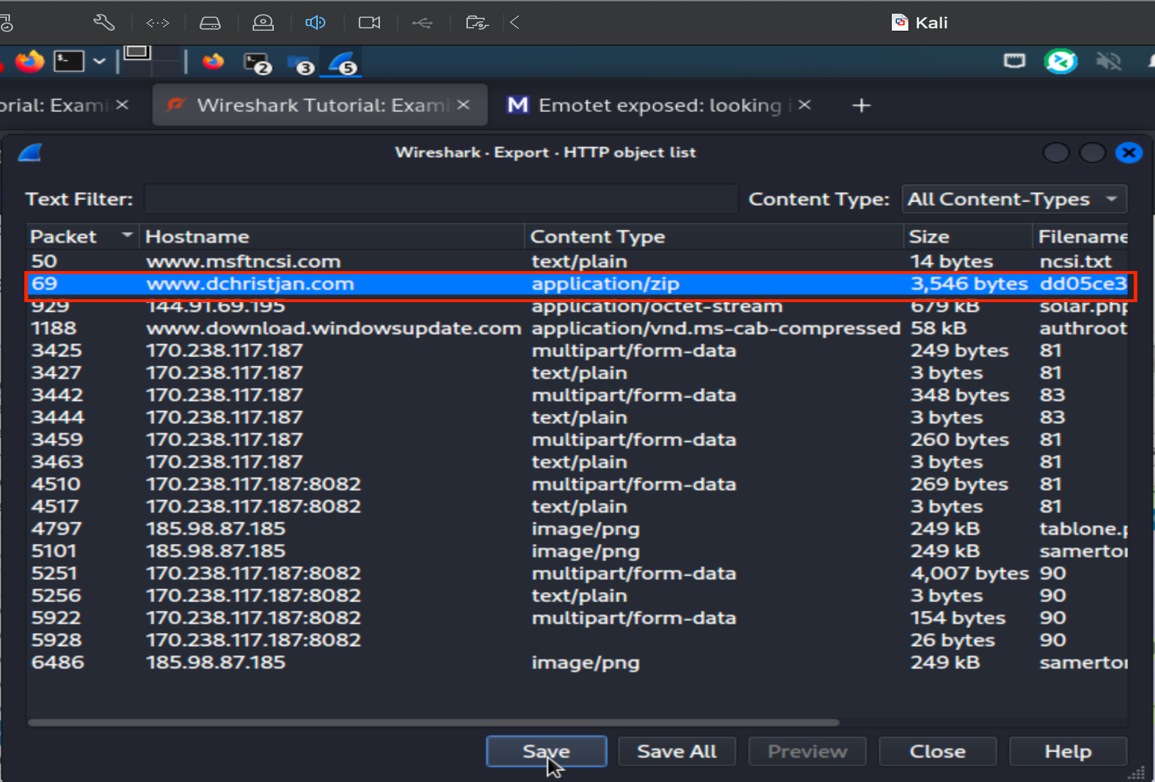 Kali
2
3
5
orial: Exami
Wireshark Tutorial: Exami
Emotet exposed: looking i
Wireshark · Export · HTTP object list
Text Filter:
Content Type: All Content-Types
Packet Hostname Content Type Size Filename
50 www.msftncsi.com text/plain 14 bytes ncsi.txt
69 www.dchristjan.com application/zip 3,546 bytes dd05ce3
929 144.91.69.195 application/octet-stream 679 kB solar.php
1188 www.download.windowsupdate.com application/vnd.ms-cab-compressed 58 kB authroot
3425 170.238.117.187 multipart/form-data 249 bytes 81
3427 170.238.117.187 text/plain 3 bytes 81
3442 170.238.117.187 multipart/form-data 348 bytes 83
3444 170.238.117.187 text/plain 3 bytes 83
3459 170.238.117.187 multipart/form-data 260 bytes 81
3463 170.238.117.187 text/plain 3 bytes 81
4510 170.238.117.187:8082 multipart/form-data 269 bytes 81
4517 170.238.117.187:8082 text/plain 3 bytes 81
4797 185.98.87.185 image/png 249 kB tablone.p
5101 185.98.87.185 image/png 249 kB samerton
5251 170.238.117.187:8082 multipart/form-data 4,007 bytes 90
5256 170.238.117.187:8082 text/plain 3 bytes 90
5922 170.238.117.187:8082 multipart/form-data 154 bytes 90
5928 170.238.117.187:8082 26 bytes 90
6486 185.98.87.185 image/png 249 kB samerton
Save Save All Preview Close Help